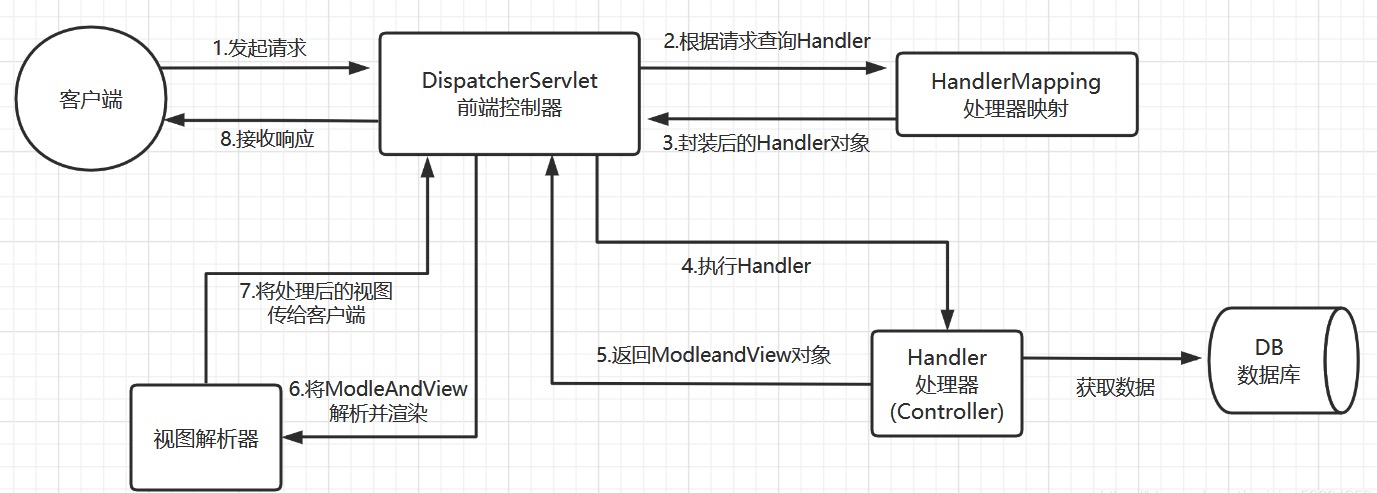 1.发起请求
2.根据请求查询Handler
客户端
DispatcherServlet
前端控制器
HandlerMapping
处理器映射
8.接收响应
3.封装后的Handler对象
4.执行Handler
7.将处理后的视图
传给客户端
5.返回ModleandView对象
Handler
处理器
(Controller)
获取数据
DB
数据库
6.将ModleAndView
解析并渲染
视图解析器